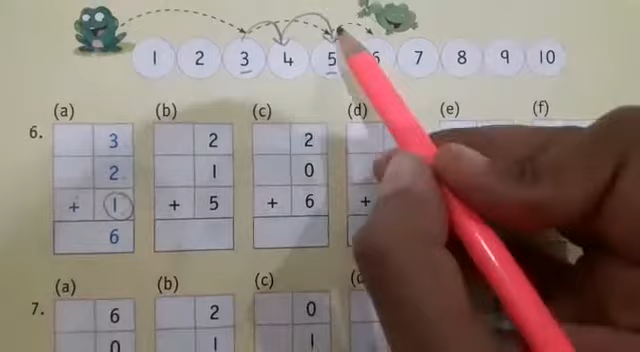 1 2 3 4 5 6 7 8 9 10
(a) (b) (c) (d) (e) (f)
6. 3 2 2
2 1 0
+ 1 + 5 + 6 +
6
(a) (b) (c) (d
7. 6 2 0
0 1 1